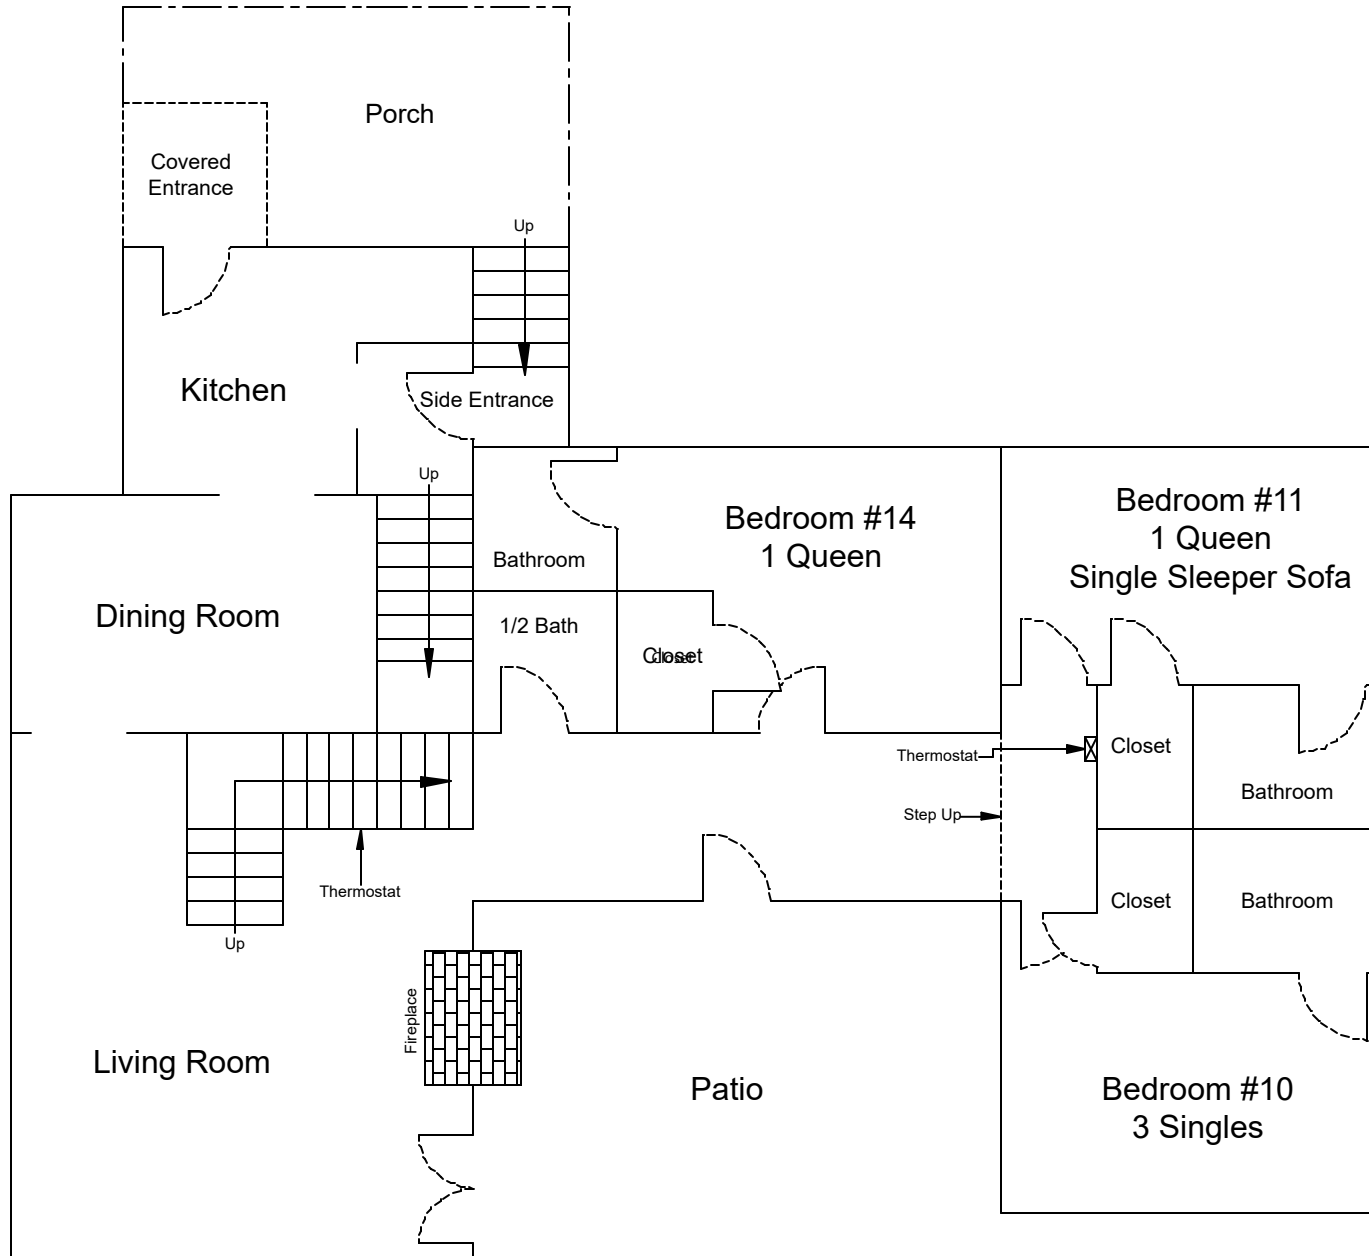 Porch
Covered
Entrance
Up
Kitchen
Side Entrance
Up
Bedroom #14
1 Queen
Bedroom #11
1 Queen
Single Sleeper Sofa
Bathroom
Dining Room
1/2 Bath
Closet
Closet
Thermostat
Closet
Bathroom
Step Up
Thermostat
Closet
Bathroom
Up
Fireplace
Living Room
Patio
Bedroom #10
3 Singles